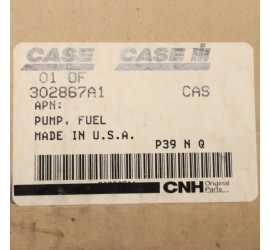 CASE CASE IH
01 OF
302867A1 CAS
APN:
PUMP, FUEL
MADE IN U.S.A. P39 N Q
CNH Original Parts